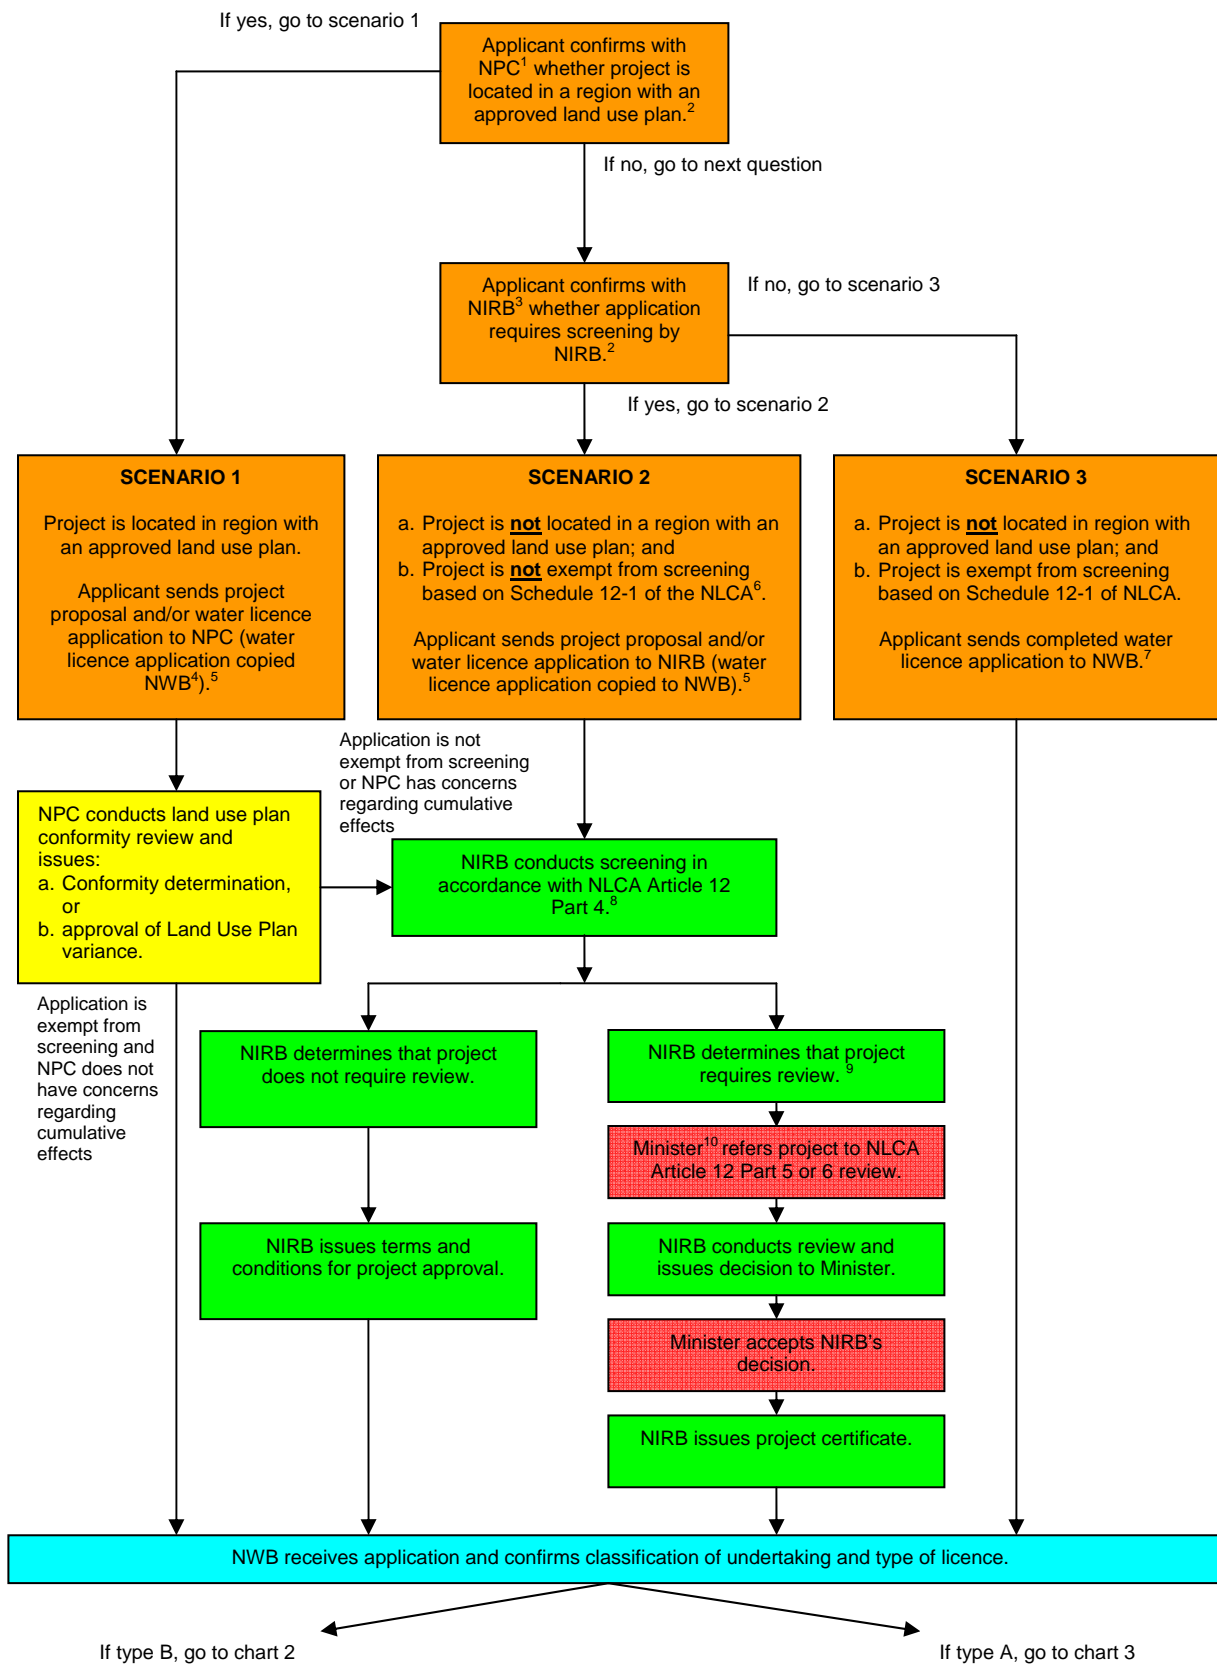 If yes, go to scenario 1
Applicant confirms with
NPC¹ whether project is
located in a region with an
approved land use plan.²
If no, go to next question
Applicant confirms with
NIRB³ whether application
requires screening by
NIRB.²
If no, go to scenario 3
If yes, go to scenario 2
SCENARIO 1
Project is located in region with
an approved land use plan.
Applicant sends project
proposal and/or water licence
application to NPC (water
licence application copied
NWB⁴).⁵
SCENARIO 2
a. Project is not located in a region with an
approved land use plan; and
b. Project is not exempt from screening
based on Schedule 12-1 of the NLCA⁶.
Applicant sends project proposal and/or
water licence application to NIRB (water
licence application copied to NWB).⁵
SCENARIO 3
a. Project is not located in region with
an approved land use plan; and
b. Project is exempt from screening
based on Schedule 12-1 of NLCA.
Applicant sends completed water
licence application to NWB.⁷
Application is not
exempt from screening
or NPC has concerns
regarding cumulative
effects
NPC conducts land use plan
conformity review and
issues:
a. Conformity determination,
or
b. approval of Land Use Plan
variance.
NIRB conducts screening in
accordance with NLCA Article 12
Part 4.⁸
Application is
exempt from
screening and
NPC does not
have concerns
regarding
cumulative
effects
NIRB determines that project
does not require review.
NIRB determines that project
requires review. ⁹
Minister¹⁰ refers project to NLCA
Article 12 Part 5 or 6 review.
NIRB issues terms and
conditions for project approval.
NIRB conducts review and
issues decision to Minister.
Minister accepts NIRB's
decision.
NIRB issues project certificate.
NWB receives application and confirms classification of undertaking and type of licence.
If type B, go to chart 2
If type A, go to chart 3